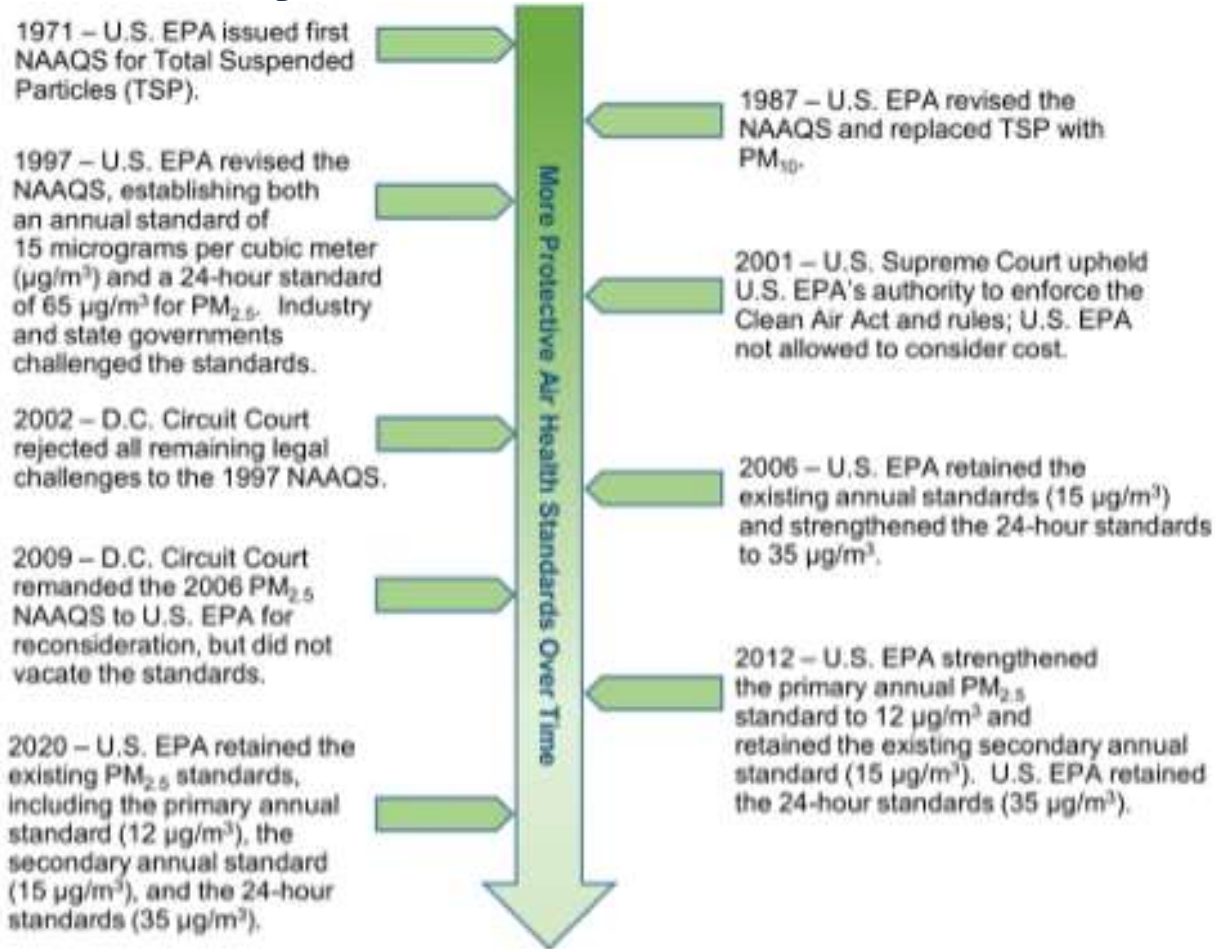 1971 – U.S. EPA issued first
NAAQS for Total Suspended
Particles (TSP).
1987 – U.S. EPA revised the
NAAQS and replaced TSP with
PM₁₀.
1997 – U.S. EPA revised the
NAAQS, establishing both
an annual standard of
15 micrograms per cubic meter
(µg/m³) and a 24-hour standard
of 65 µg/m³ for PM₂.₅. Industry
and state governments
challenged the standards.
2001 – U.S. Supreme Court upheld
U.S. EPA's authority to enforce the
Clean Air Act and rules; U.S. EPA
not allowed to consider cost.
2002 – D.C. Circuit Court
rejected all remaining legal
challenges to the 1997 NAAQS.
2006 – U.S. EPA retained the
existing annual standards (15 µg/m³)
and strengthened the 24-hour standards
to 35 µg/m³.
2009 – D.C. Circuit Court
remanded the 2006 PM₂.₅
NAAQS to U.S. EPA for
reconsideration, but did not
vacate the standards.
2012 – U.S. EPA strengthened
the primary annual PM₂.₅
standard to 12 µg/m³ and
retained the existing secondary annual
standard (15 µg/m³). U.S. EPA retained
the 24-hour standards (35 µg/m³).
2020 – U.S. EPA retained the
existing PM₂.₅ standards,
including the primary annual
standard (12 µg/m³), the
secondary annual standard
(15 µg/m³), and the 24-hour
standards (35 µg/m³).
More Protective Air Health Standards Over Time